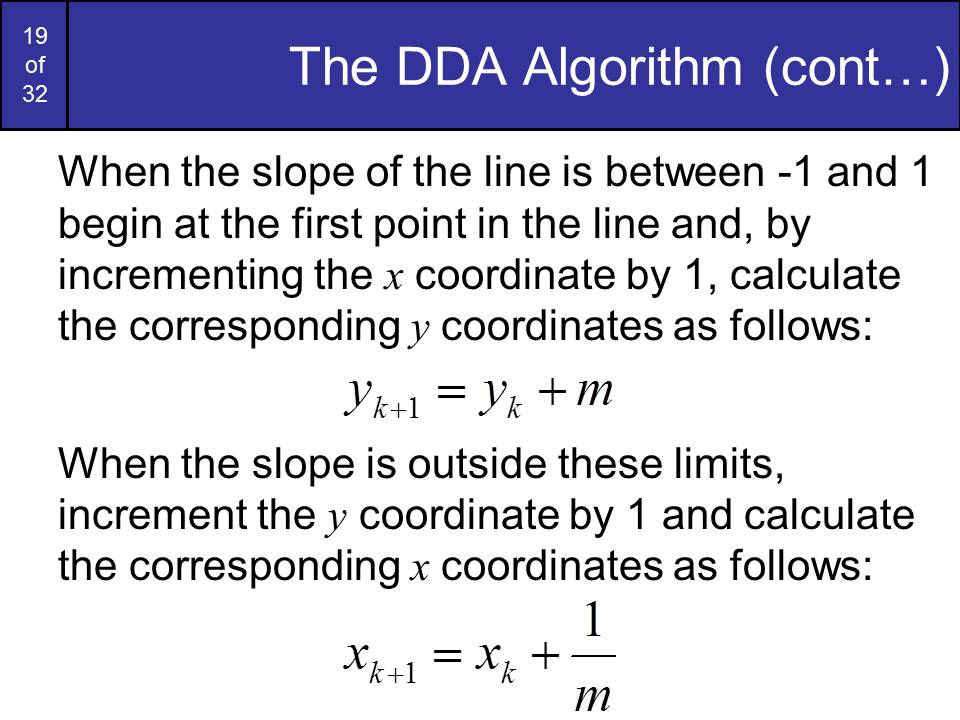 19
of
32
The DDA Algorithm (cont…)
When the slope of the line is between -1 and 1
begin at the first point in the line and, by
incrementing the x coordinate by 1, calculate
the corresponding y coordinates as follows:
y_{k+1} = y_k + m
When the slope is outside these limits,
increment the y coordinate by 1 and calculate
the corresponding x coordinates as follows:
x_{k+1} = x_k + \frac{1}{m}